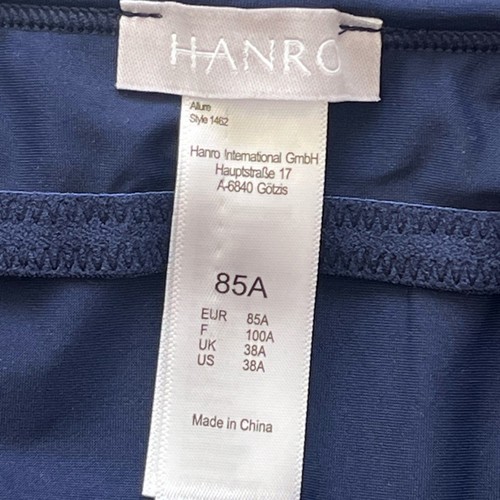 HANRO
Allure
Style 1462
Hanro International GmbH
Hauptstraße 17
A-6840 Götzis
85A
EUR 85A
F 100A
UK 38A
US 38A
Made in China